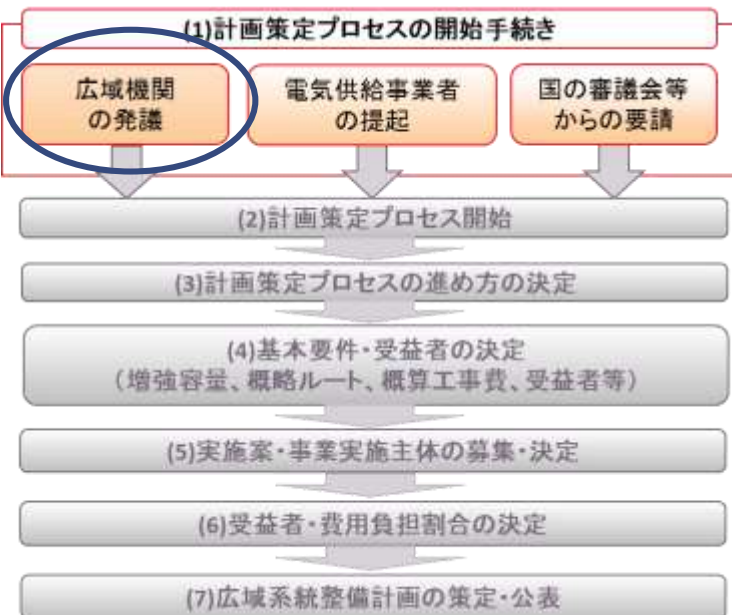 (1)計画策定プロセスの開始手続き
広域機関
の発議
電気供給事業者
の提起
国の審議会等
からの要請
(2)計画策定プロセス開始
(3)計画策定プロセスの進め方の決定
(4)基本要件・受益者の決定
（増強容量、概略ルート、概算工事費、受益者等）
(5)実施案・事業実施主体の募集・決定
(6)受益者・費用負担割合の決定
(7)広域系統整備計画の策定・公表